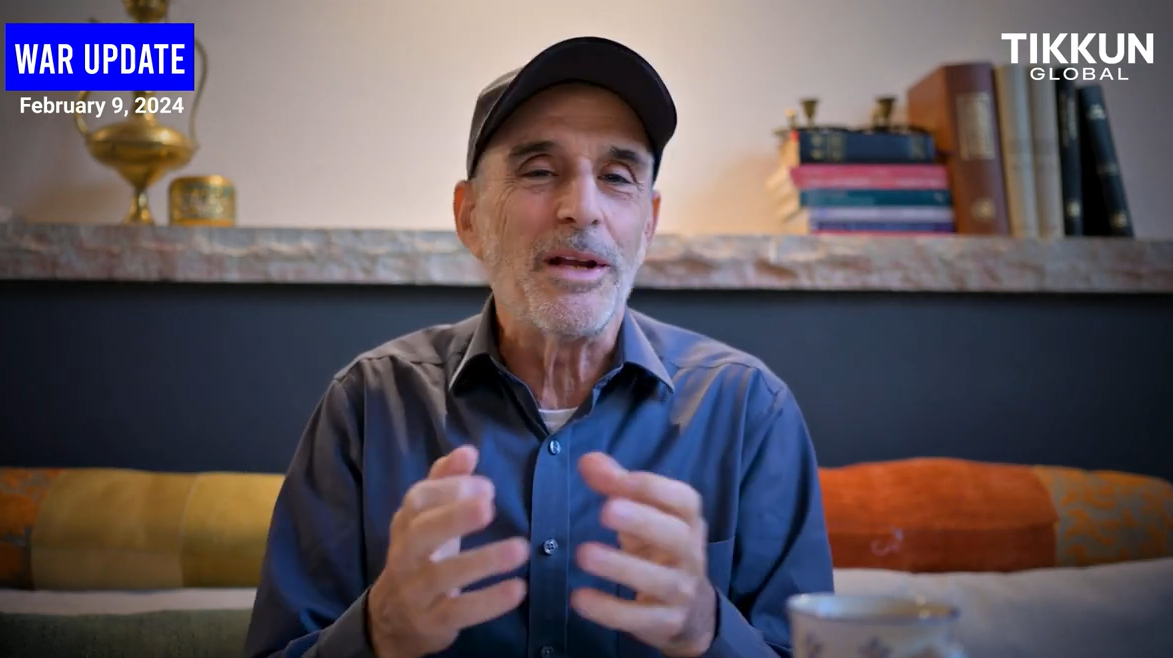 WAR UPDATE
February 9, 2024
TIKKUN
GLOBAL